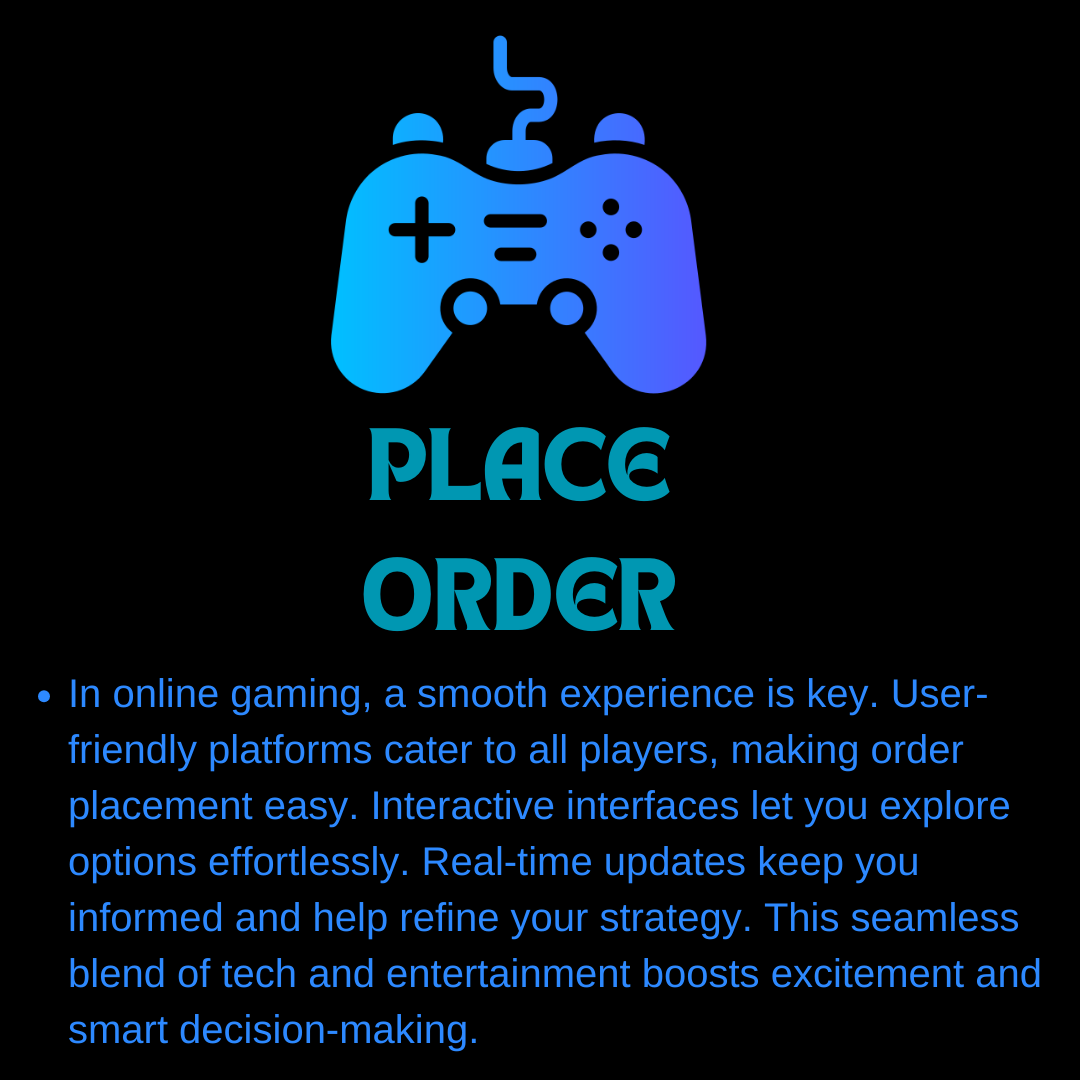 PLACE
ORDER
• In online gaming, a smooth experience is key. User-
friendly platforms cater to all players, making order
placement easy. Interactive interfaces let you explore
options effortlessly. Real-time updates keep you
informed and help refine your strategy. This seamless
blend of tech and entertainment boosts excitement and
smart decision-making.